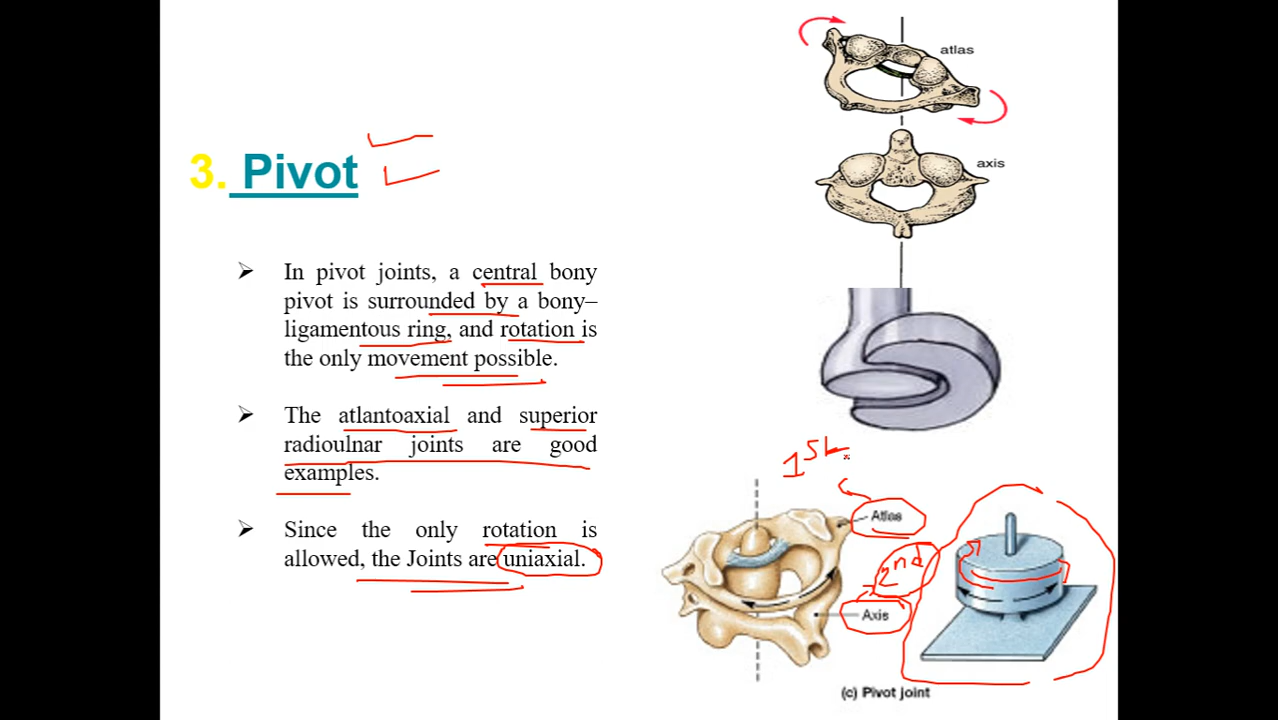 3. Pivot
In pivot joints, a central bony
pivot is surrounded by a bony–
ligamentous ring, and rotation is
the only movement possible.
The atlantoaxial and superior
radioulnar joints are good
examples.
Since the only rotation is
allowed, the Joints are uniaxial.
atlas
axis
1st
Atlas
2nd
Axis
(c) Pivot joint